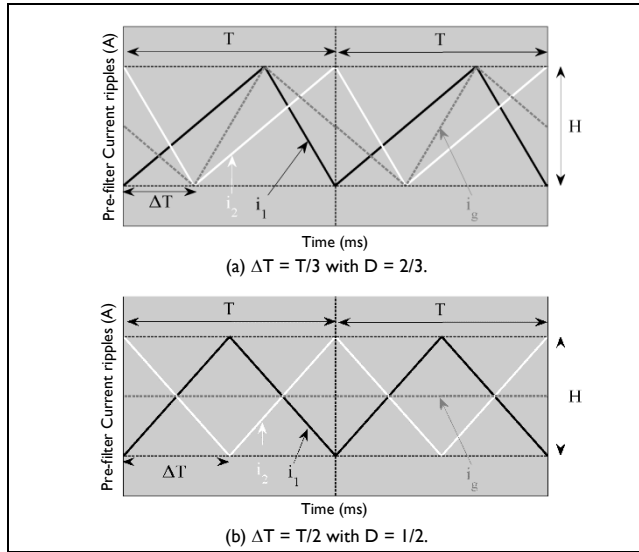 Pre-filter Current ripples (A)
T
T
H
ΔT
i2
i1
ig
Time (ms)
(a) ΔT = T/3 with D = 2/3.
Pre-filter Current ripples (A)
T
T
H
ΔT
i2
i1
ig
Time (ms)
(b) ΔT = T/2 with D = 1/2.